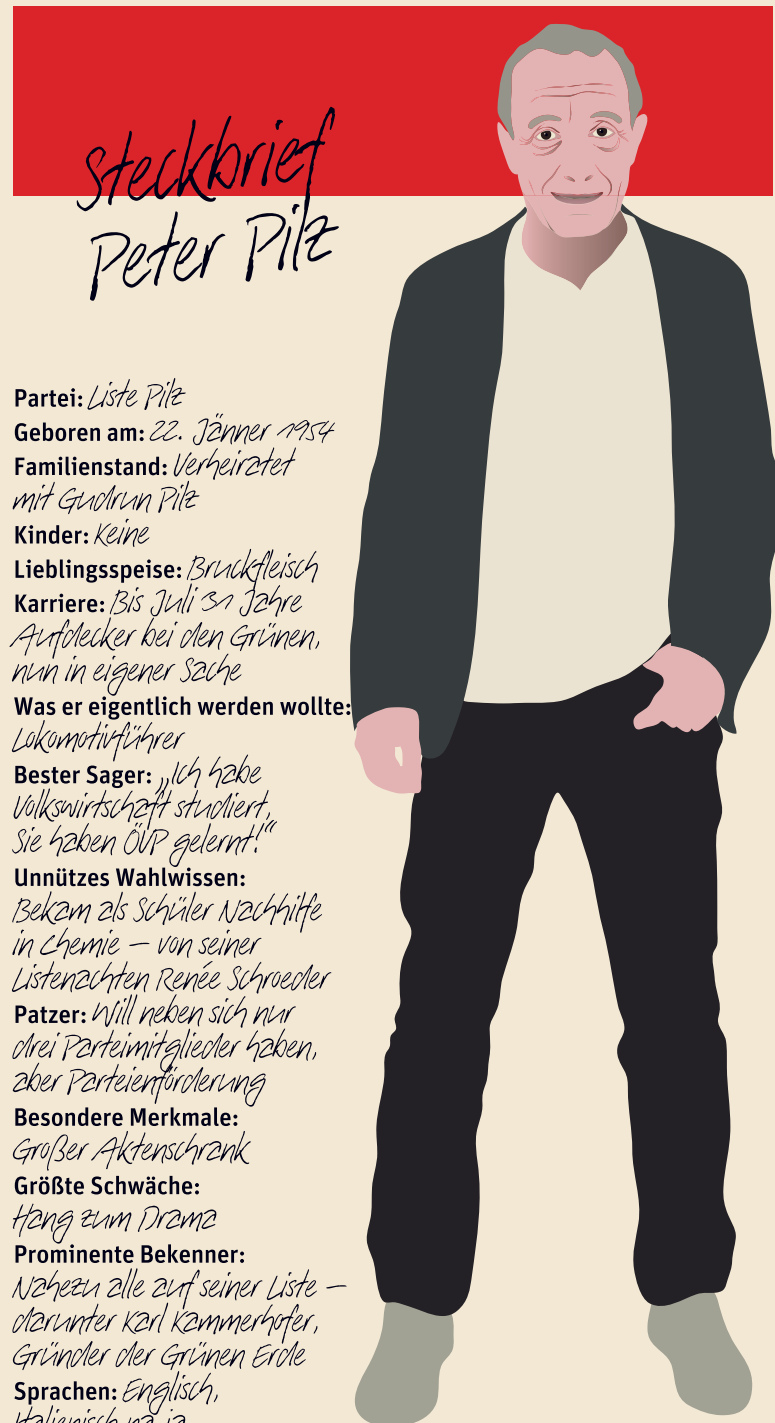 Steckbrief
Peter Pilz
Partei: Liste Pilz
Geboren am: 22. Jänner 1954
Familienstand: Verheiratet
mit Gudrun Pilz
Kinder: Keine
Lieblingsspeise: Bruckfleisch
Karriere: Bis Juli 31 Jahre
Aufdecker bei den Grünen,
nun in eigener Sache
Was er eigentlich werden wollte:
Lokomotivführer
Bester Sager: „Ich habe
Volkswirtschaft studiert,
Sie haben ÖVP gelernt!“
Unnützes Wahlwissen:
Bekam als Schüler Nachhilfe
in Chemie – von seiner
Listenachten Renée Schroeder
Patzer: Will neben sich nur
drei Parteimitglieder haben,
aber Parteienförderung
Besondere Merkmale:
Großer Aktenschrank
Größte Schwäche:
Hang zum Drama
Prominente Bekenner:
Nahezu alle auf seiner Liste –
darunter Karl Kammerhofer,
Gründer der Grünen Erde
Sprachen: Englisch,
Italienisch na ja